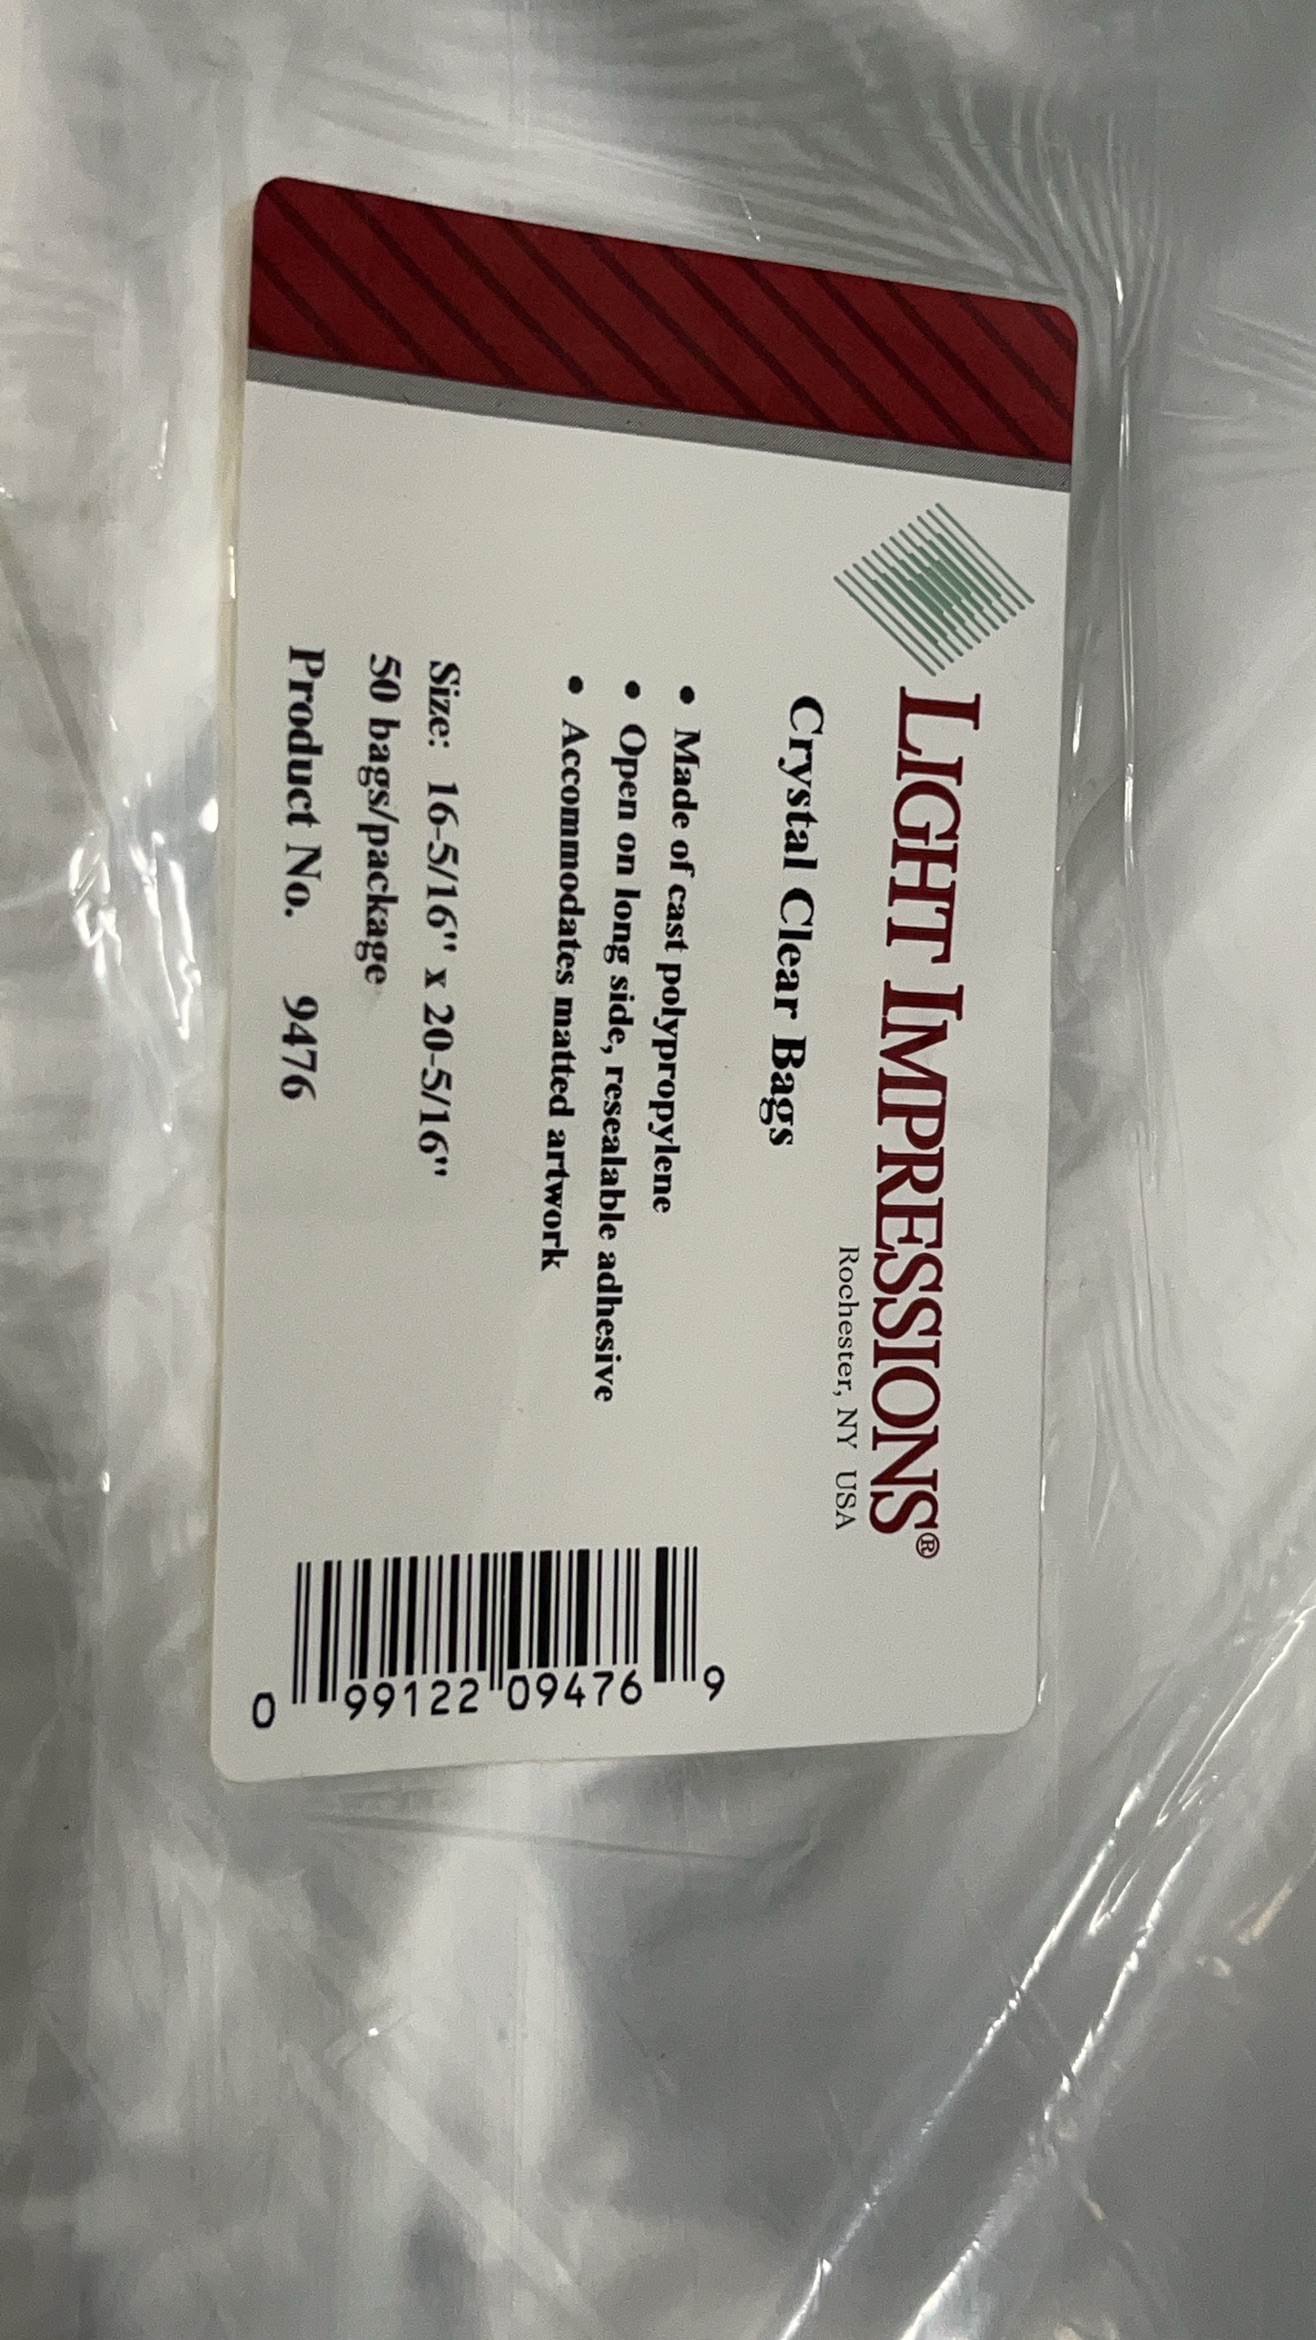 LIGHT IMPRESSIONS®
Rochester, NY USA
Crystal Clear Bags
• Made of cast polypropylene
• Open on long side, resealable adhesive
• Accommodates matted artwork
Size: 16-5/16" x 20-5/16"
50 bags/package
Product No. 9476
0 99122 09476 9